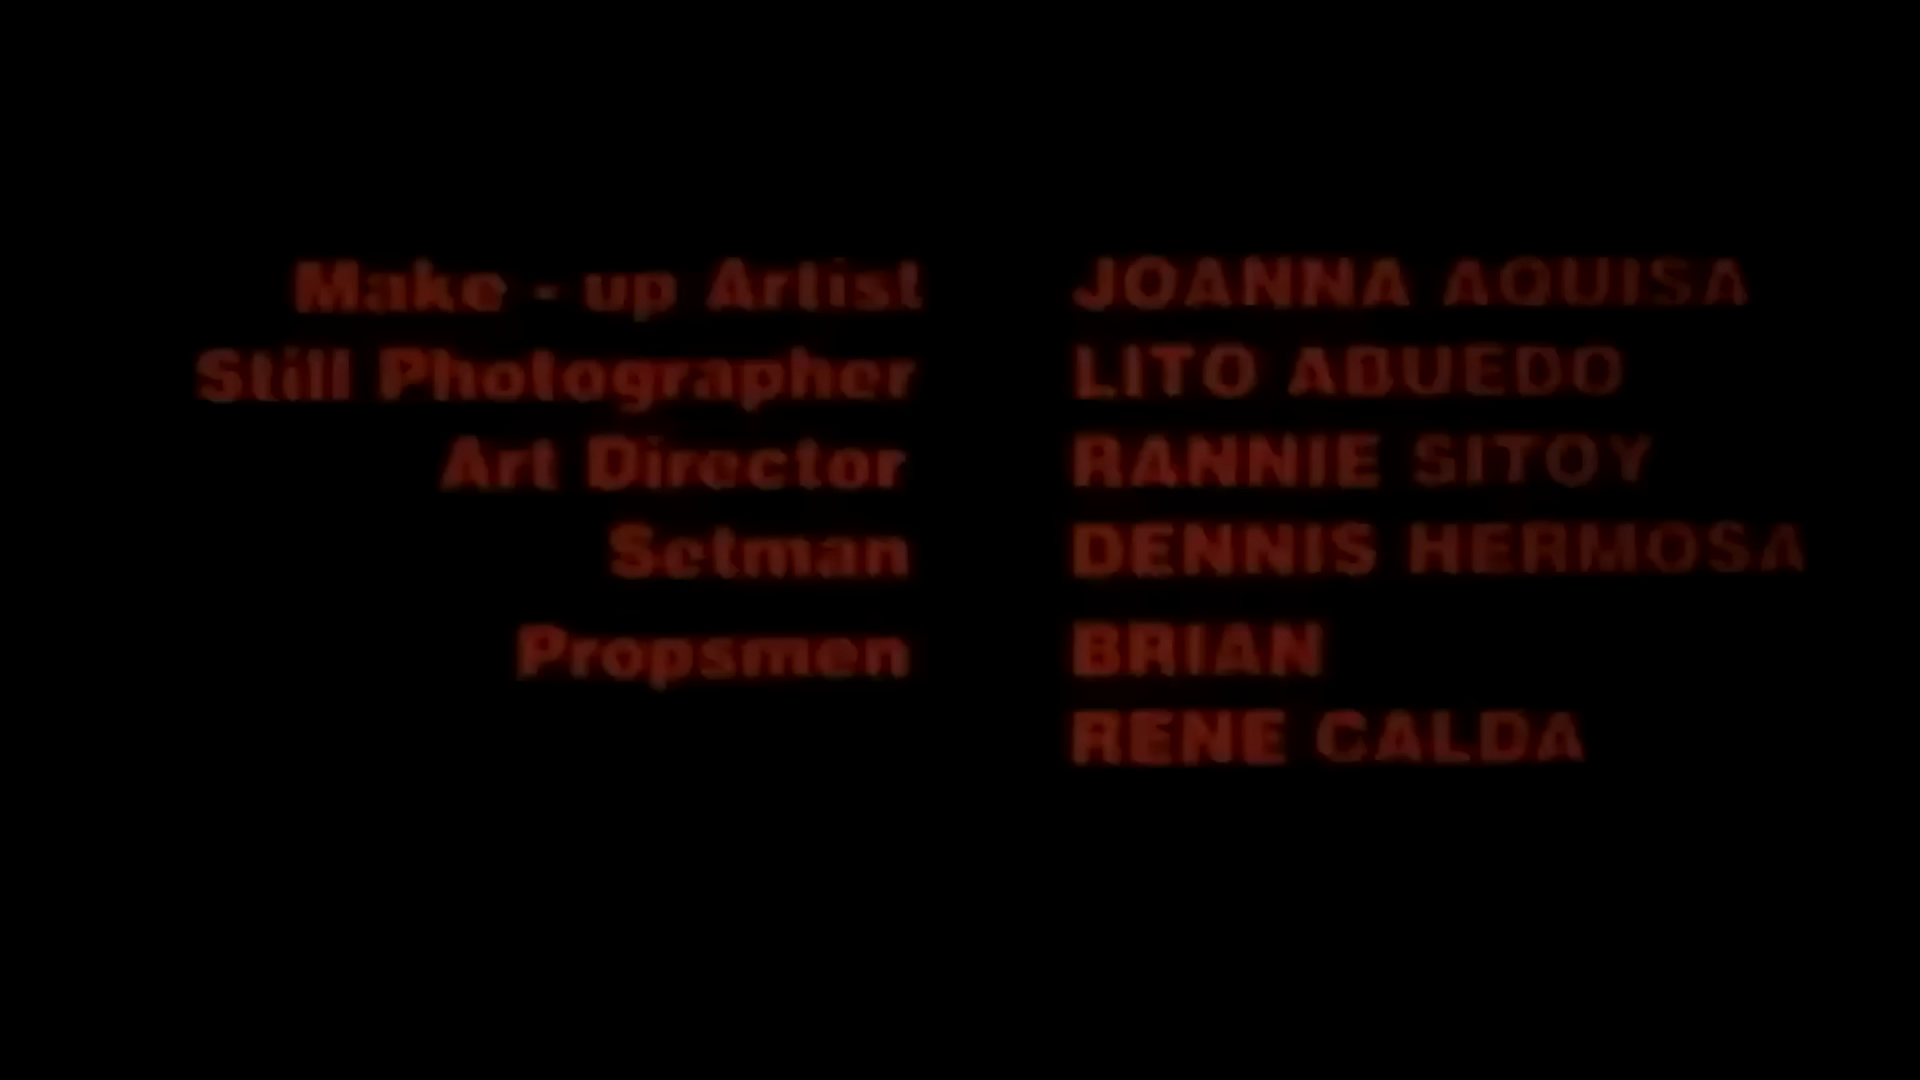 Make - up Artist JOANNA AQUISA
Still Photographer LITO ABUEDO
Art Director RANNIE SITOY
Setman DENNIS HERMOSA
Propsmen BRIAN
RENE CALDA